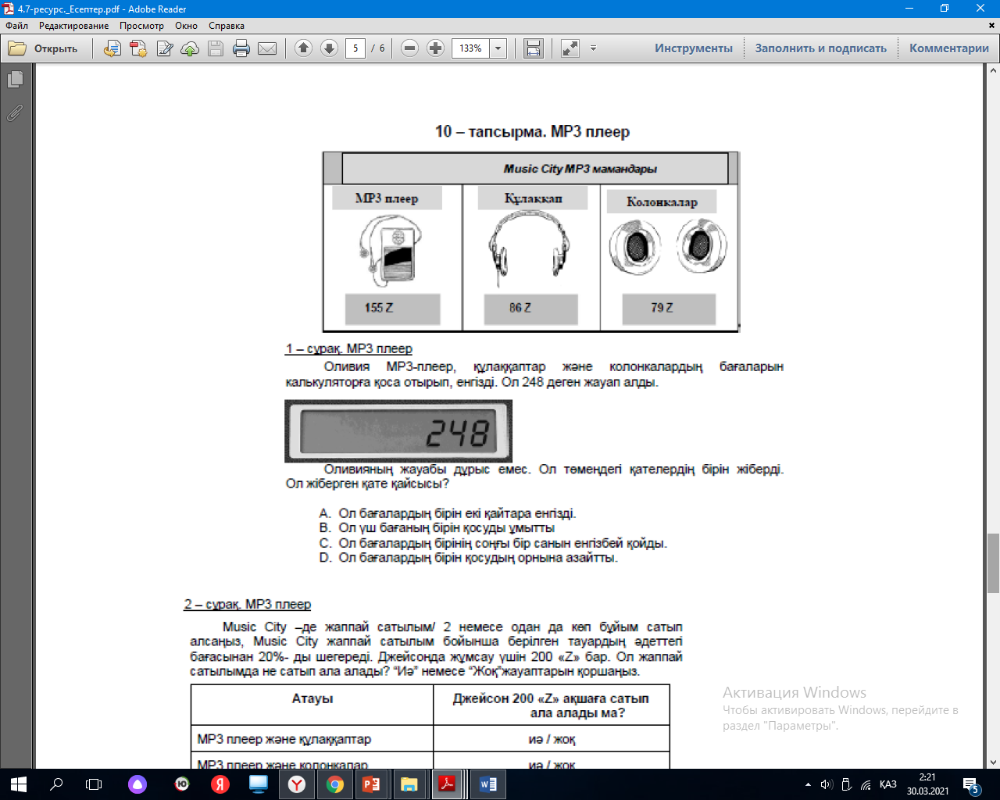 4.7-ресурс._Есептер.pdf - Adobe Reader
Файл Редактирование Просмотр Окно Справка
Открыть 5 / 6 133% Инструменты Заполнить и подписать Комментарии
10 – тапсырма. MP3 плеер
Music City MP3 мамандары
МР3 плеер Құлаққап Колонкалар
155 Z 86 Z 79 Z
1 – сұрақ. MP3 плеер
Оливия MP3-плеер, құлаққаптар және колонкалардың бағаларын
калькуляторға қоса отырып, енгізді. Ол 248 деген жауап алды.
248
Оливияның жауабы дұрыс емес. Ол төмендегі қателердің бірін жіберді.
Ол жіберген қате қайсысы?
A. Ол бағалардың бірін екі қайтара енгізді.
B. Ол үш бағаның бірін қосуды ұмытты
C. Ол бағалардың бірінің соңғы бір санын енгізбей қойды.
D. Ол бағалардың бірін қосудың орнына азайтты.
2 – сұрақ. MP3 плеер
Music City –де жаппай сатылым/ 2 немесе одан да көп бұйым сатып
алсаңыз, Music City жаппай сатылым бойынша берілген тауардың әдеттегі
бағасынан 20%- ды шегереді. Джейсонда жұмсау үшін 200 «Z» бар. Ол жаппай
сатылымда не сатып ала алады? “Иә” немесе “Жоқ”жауаптарын қоршаңыз.
Атауы Джейсон 200 «Z» ақшаға сатып
ала алады ма?
MP3 плеер және құлаққаптар иә / жоқ
MP3 плеер және колонкалар иә / жоқ
Активация Windows
Чтобы активировать Windows, перейдите в
раздел "Параметры".
ҚАЗ 2:21
30.03.2021 5